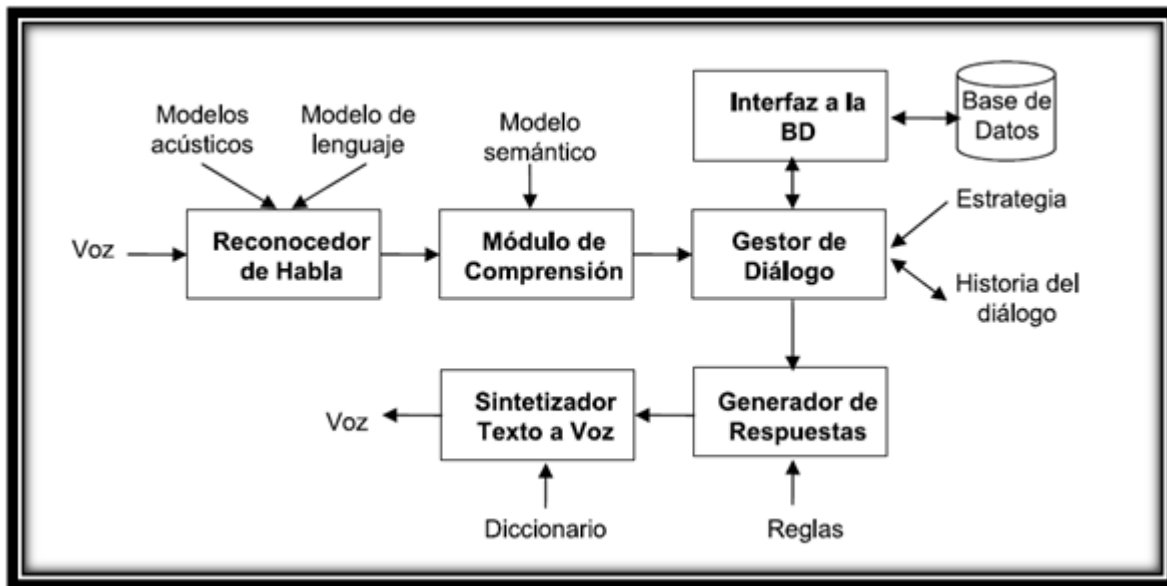 Modelos
acústicos
Modelo de
lenguaje
Modelo
semántico
Interfaz a la
BD
Base de
Datos
Voz
Reconocedor
de Habla
Módulo de
Comprensión
Gestor de
Diálogo
Estrategia
Historia del
diálogo
Voz
Sintetizador
Texto a Voz
Generador de
Respuestas
Diccionario
Reglas